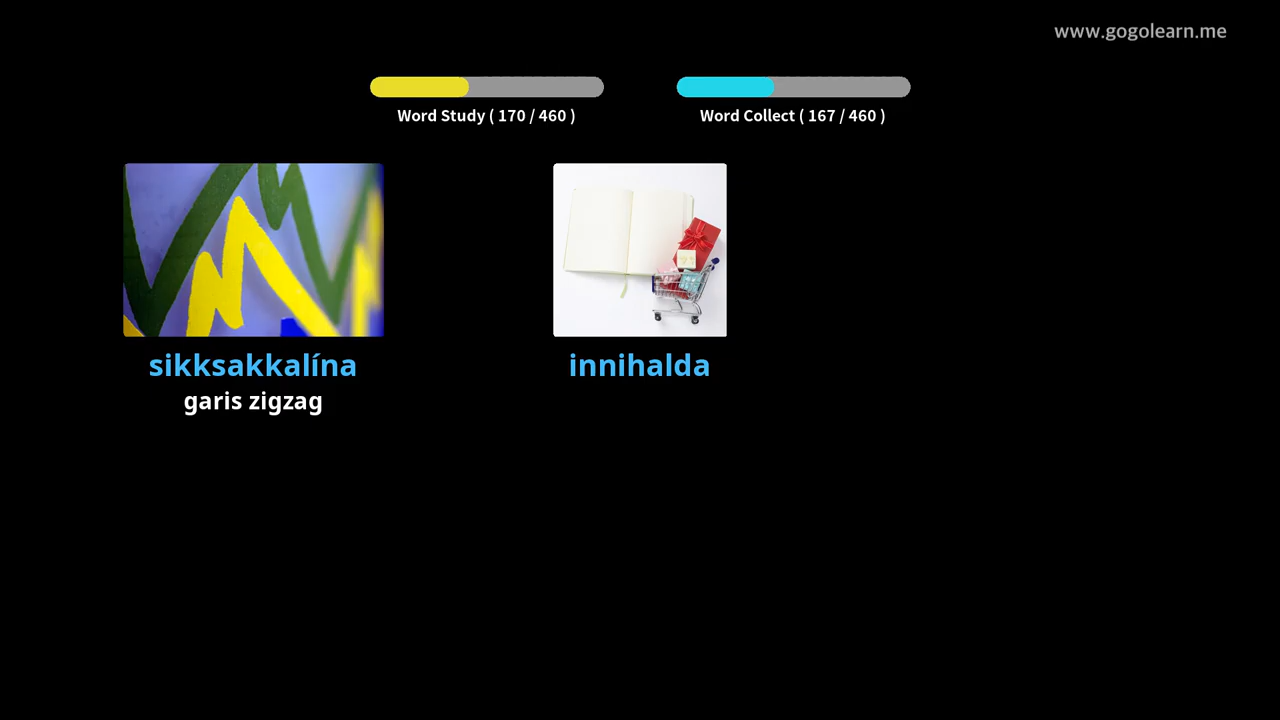 www.gogolearn.me
Word Study ( 170 / 460 )
Word Collect ( 167 / 460 )
sikksakkalína
garis zigzag
innihalda